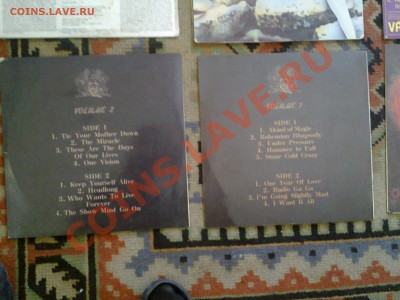 COINS.LAVE.RU
VOLUME 2
SIDE 1
1. Tie Your Mother Down
2. The Miracle
3. These Are The Days
Of Our Lives
4. One Vision
SIDE 2
1. Keep Yourself Alive
2. Headlong
3. Who Wants To Live
Forever
4. The Show Must Go On
VOLUME 1
SIDE 1
1. A kind of Magic
2. Bohemian Rhapsody
3. Under Pressure
4. Hammer to Fall
5. Stone Cold Crazy
SIDE 2
1. One Year Of Love
2. Radio Ga Ga
3. I'm Going Slightly Mad
4. I Want It All
COINS.LAVE.RU